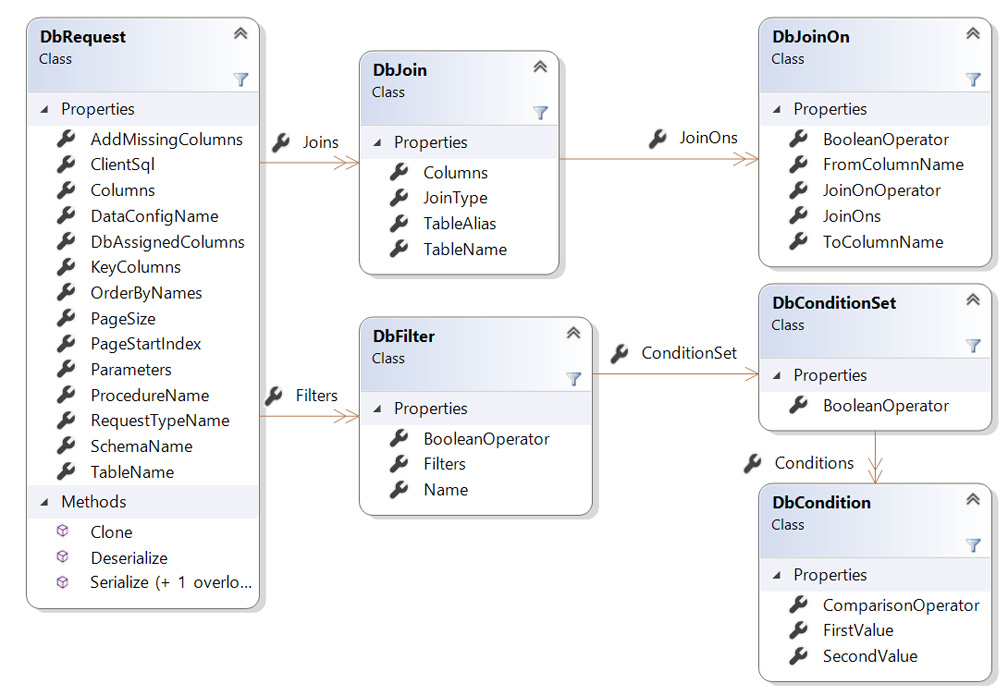 DbRequest
Class
Properties
AddMissingColumns
ClientSql
Columns
DataConfigName
DbAssignedColumns
KeyColumns
OrderByNames
PageSize
PageStartIndex
Parameters
ProcedureName
RequestTypeName
SchemaName
TableName
Methods
Clone
Deserialize
Serialize (+ 1 overlo...
Joins
DbJoin
Class
Properties
Columns
JoinType
TableAlias
TableName
JoinOns
DbJoinOn
Class
Properties
BooleanOperator
FromColumnName
JoinOnOperator
JoinOns
ToColumnName
Filters
DbFilter
Class
Properties
BooleanOperator
Filters
Name
ConditionSet
DbConditionSet
Class
Properties
BooleanOperator
Conditions
DbCondition
Class
Properties
ComparisonOperator
FirstValue
SecondValue